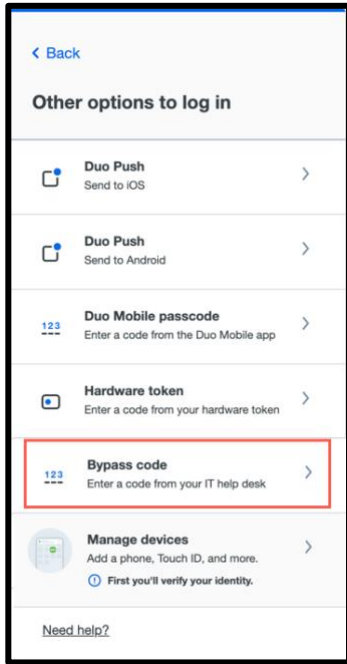 Back
Other options to log in
Duo Push
Send to iOS
Duo Push
Send to Android
123
Duo Mobile passcode
Enter a code from the Duo Mobile app
Hardware token
Enter a code from your hardware token
123
Bypass code
Enter a code from your IT help desk
Manage devices
Add a phone, Touch ID, and more.
First you'll verify your identity.
Need help?